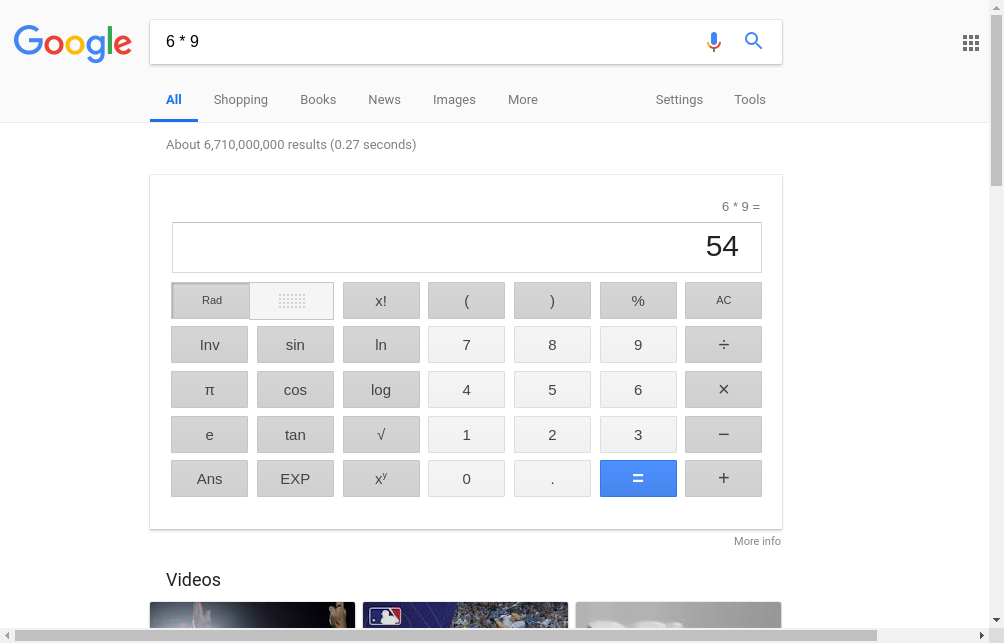 Google
6 * 9
All Shopping Books News Images More Settings Tools
About 6,710,000,000 results (0.27 seconds)
6 * 9 =
54
Rad x! ( ) % AC
Inv sin ln 7 8 9 ÷
π cos log 4 5 6 ×
e tan √ 1 2 3 −
Ans EXP xʸ 0 . = +
More info
Videos